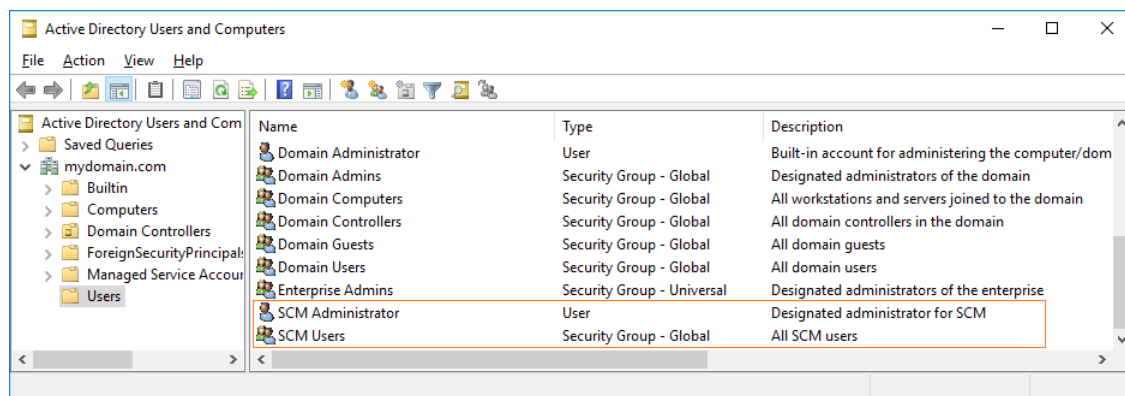 Active Directory Users and Computers
File Action View Help
Active Directory Users and Com
Saved Queries
mydomain.com
Builtin
Computers
Domain Controllers
ForeignSecurityPrincipal
Managed Service Accour
Users
Name Type Description
Domain Administrator User Built-in account for administering the computer/dom
Domain Admins Security Group - Global Designated administrators of the domain
Domain Computers Security Group - Global All workstations and servers joined to the domain
Domain Controllers Security Group - Global All domain controllers in the domain
Domain Guests Security Group - Global All domain guests
Domain Users Security Group - Global All domain users
Enterprise Admins Security Group - Universal Designated administrators of the enterprise
SCM Administrator User Designated administrator for SCM
SCM Users Security Group - Global All SCM users